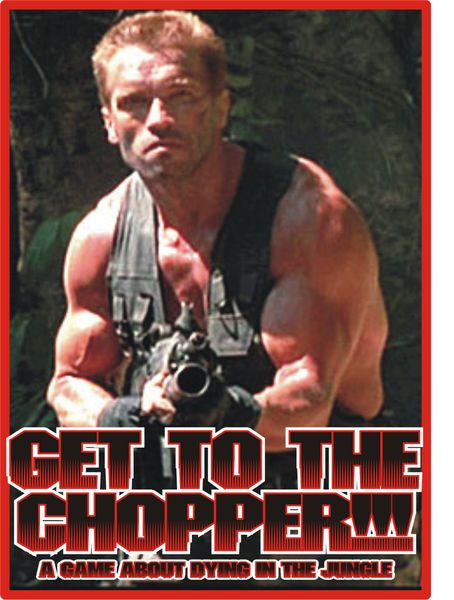 GET TO THE
CHOPPER!!!
A GAME ABOUT DYING IN THE JUNGLE